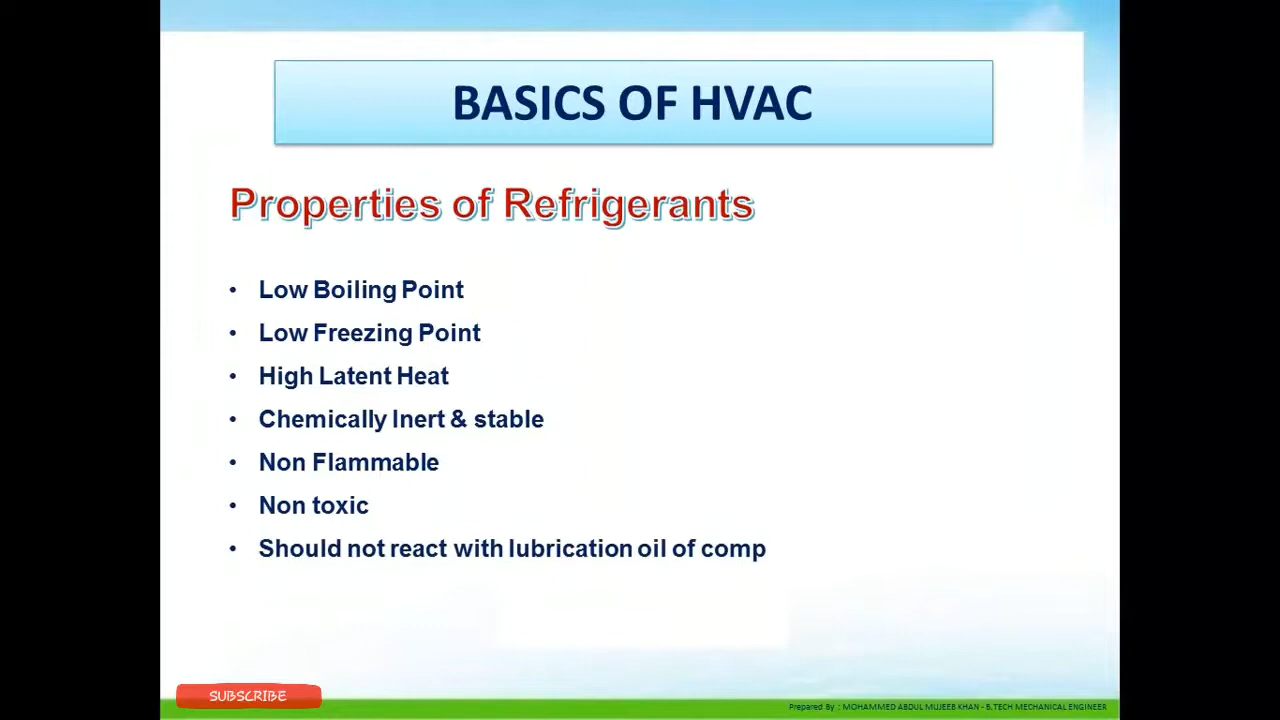 BASICS OF HVAC
Properties of Refrigerants
• Low Boiling Point
• Low Freezing Point
• High Latent Heat
• Chemically Inert & stable
• Non Flammable
• Non toxic
• Should not react with lubrication oil of comp
SUBSCRIBE
Prepared By : MOHAMMED ABDUL MUJEEB KHAN - B.TECH MECHANICAL ENGINEER